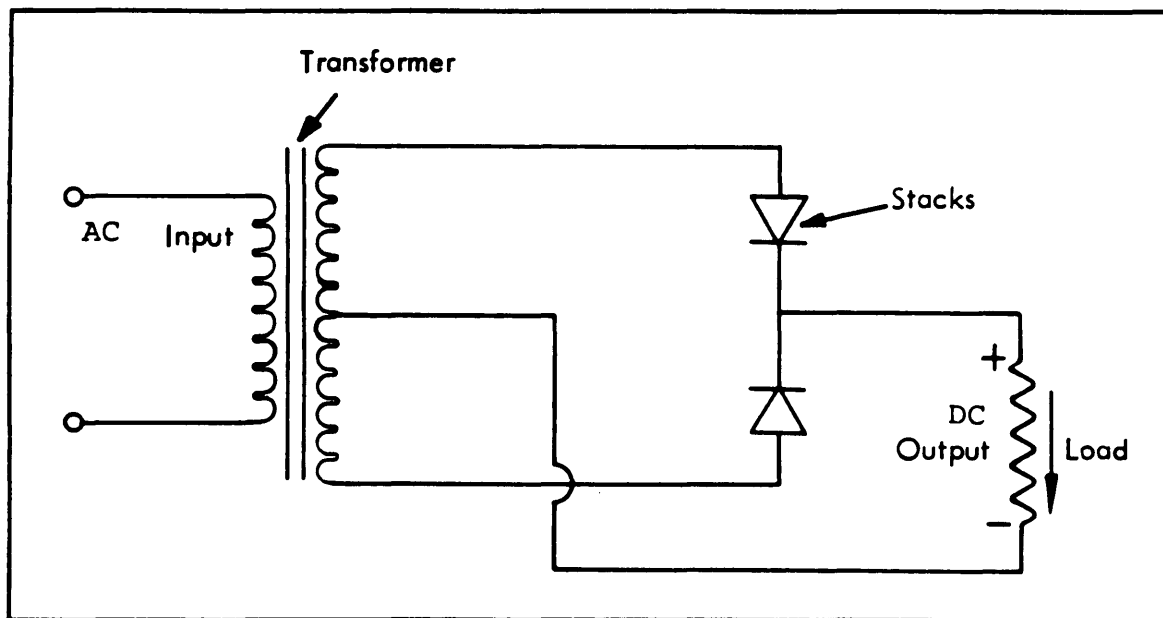 Transformer
Stacks
AC Input
+
DC
Output
Load
−